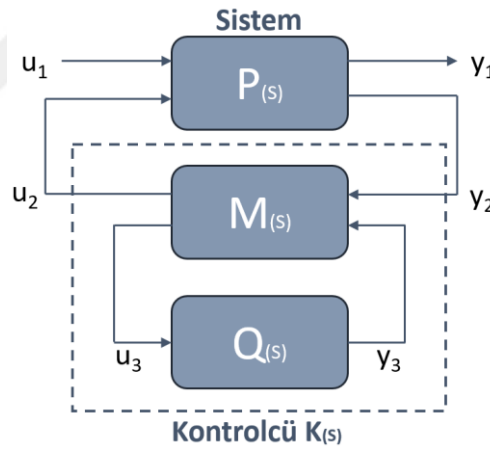 Sistem
u1
P(S)
y1
u2
M(S)
y2
u3
Q(S)
y3
Kontrolcü K(S)